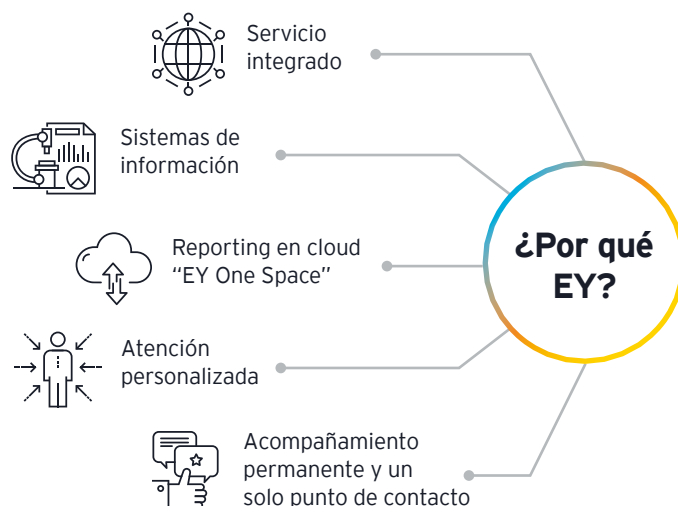 Servicio
integrado
Sistemas de
información
Reporting en cloud
“EY One Space”
Atención
personalizada
Acompañamiento
permanente y un
solo punto de contacto
¿Por qué
EY?